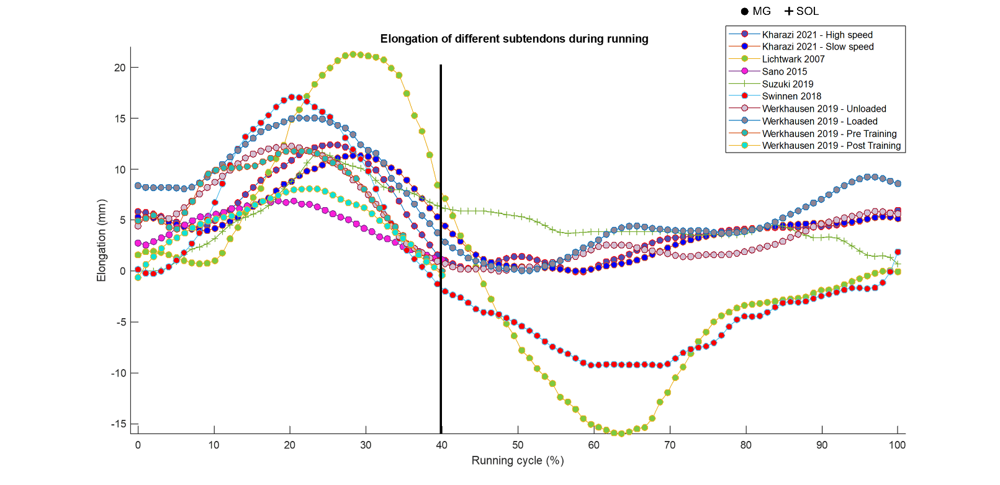 MG SOL
Elongation of different subtendons during running
Kharazi 2021 - High speed
Kharazi 2021 - Slow speed
Lichtwark 2007
Sano 2015
Suzuki 2019
Swinnen 2018
Werkhausen 2019 - Unloaded
Werkhausen 2019 - Loaded
Werkhausen 2019 - Pre Training
Werkhausen 2019 - Post Training
Elongation (mm)
20
15
10
5
0
-5
-10
-15
0 10 20 30 40 50 60 70 80 90 100
Running cycle (%)